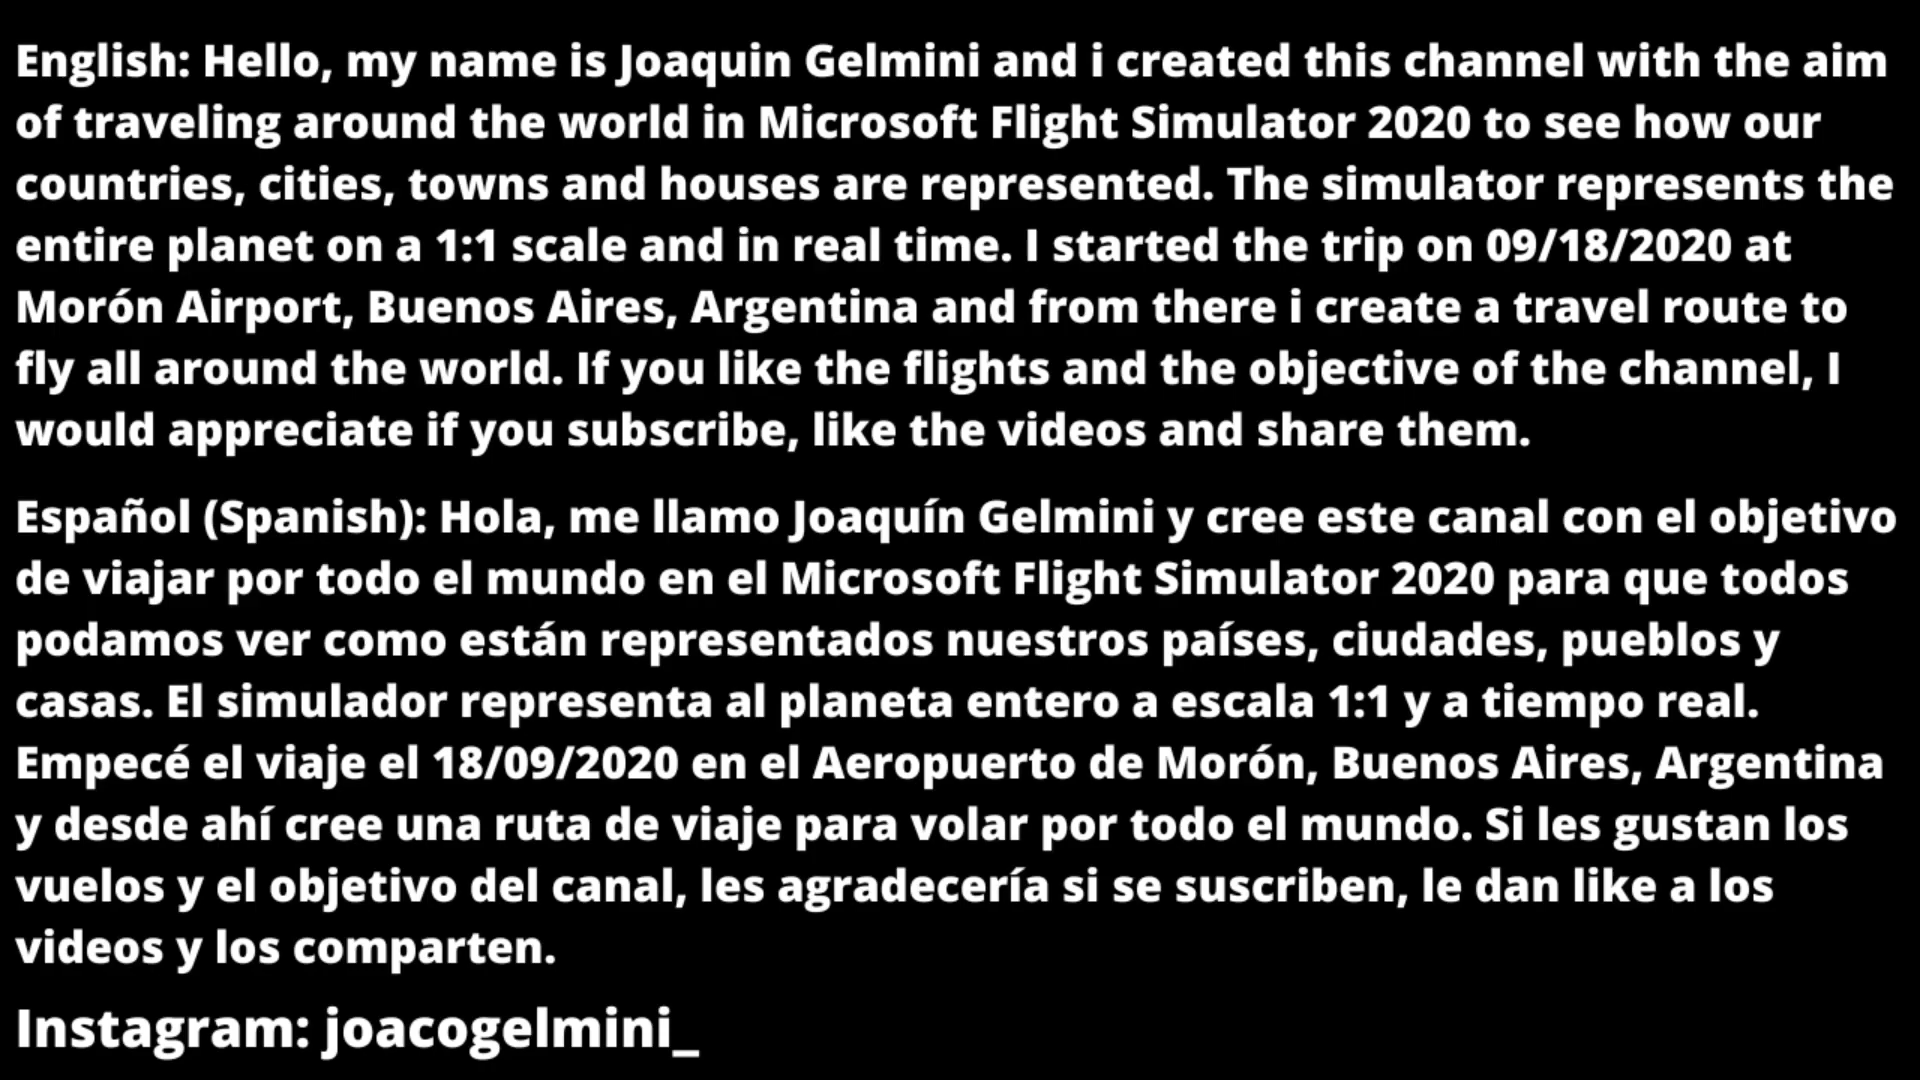 English: Hello, my name is Joaquin Gelmini and i created this channel with the aim
of traveling around the world in Microsoft Flight Simulator 2020 to see how our
countries, cities, towns and houses are represented. The simulator represents the
entire planet on a 1:1 scale and in real time. I started the trip on 09/18/2020 at
Morón Airport, Buenos Aires, Argentina and from there i create a travel route to
fly all around the world. If you like the flights and the objective of the channel, I
would appreciate if you subscribe, like the videos and share them.
Español (Spanish): Hola, me llamo Joaquín Gelmini y cree este canal con el objetivo
de viajar por todo el mundo en el Microsoft Flight Simulator 2020 para que todos
podamos ver como están representados nuestros países, ciudades, pueblos y
casas. El simulador representa al planeta entero a escala 1:1 y a tiempo real.
Empecé el viaje el 18/09/2020 en el Aeropuerto de Morón, Buenos Aires, Argentina
y desde ahí cree una ruta de viaje para volar por todo el mundo. Si les gustan los
vuelos y el objetivo del canal, les agradecería si se suscriben, le dan like a los
videos y los comparten.
Instagram: joacogelmini_